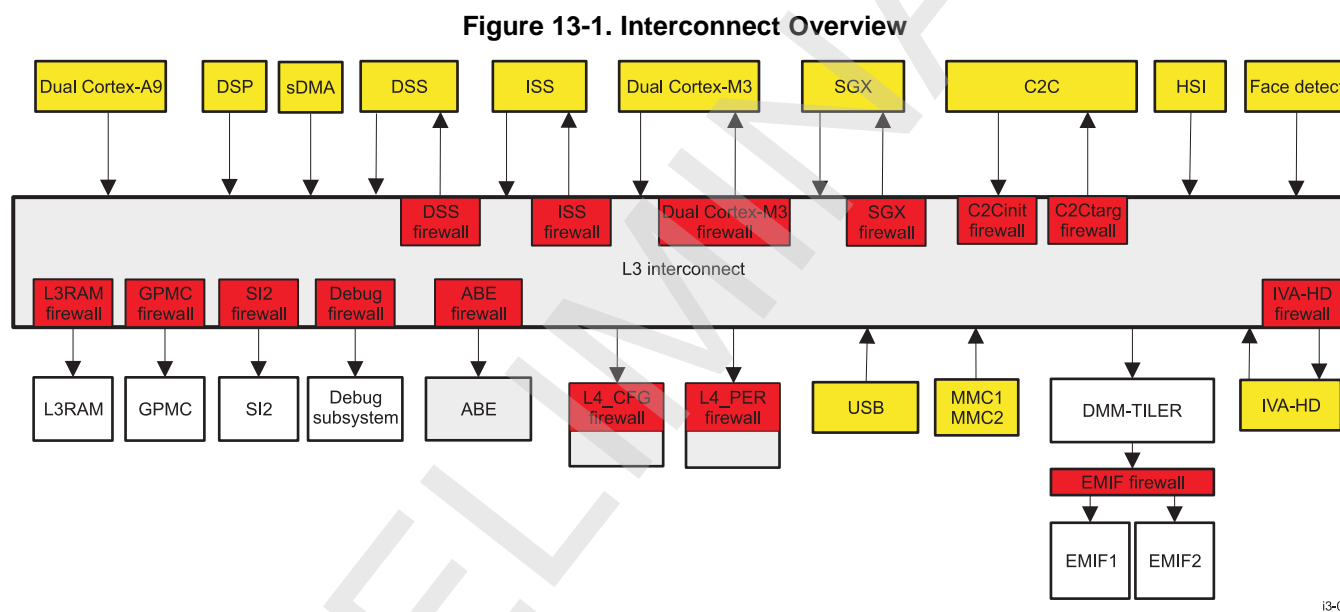 Figure 13-1. Interconnect Overview
Dual Cortex-A9
DSP
sDMA
DSS
ISS
Dual Cortex-M3
SGX
C2C
HSI
Face detect
DSS
firewall
ISS
firewall
Dual Cortex-M3
firewall
SGX
firewall
C2Cinit
firewall
C2Ctarg
firewall
L3 interconnect
L3RAM
firewall
GPMC
firewall
SI2
firewall
Debug
firewall
ABE
firewall
IVA-HD
firewall
L3RAM
GPMC
SI2
Debug
subsystem
ABE
L4_CFG
firewall
L4_PER
firewall
USB
MMC1
MMC2
DMM-TILER
IVA-HD
EMIF firewall
EMIF1
EMIF2